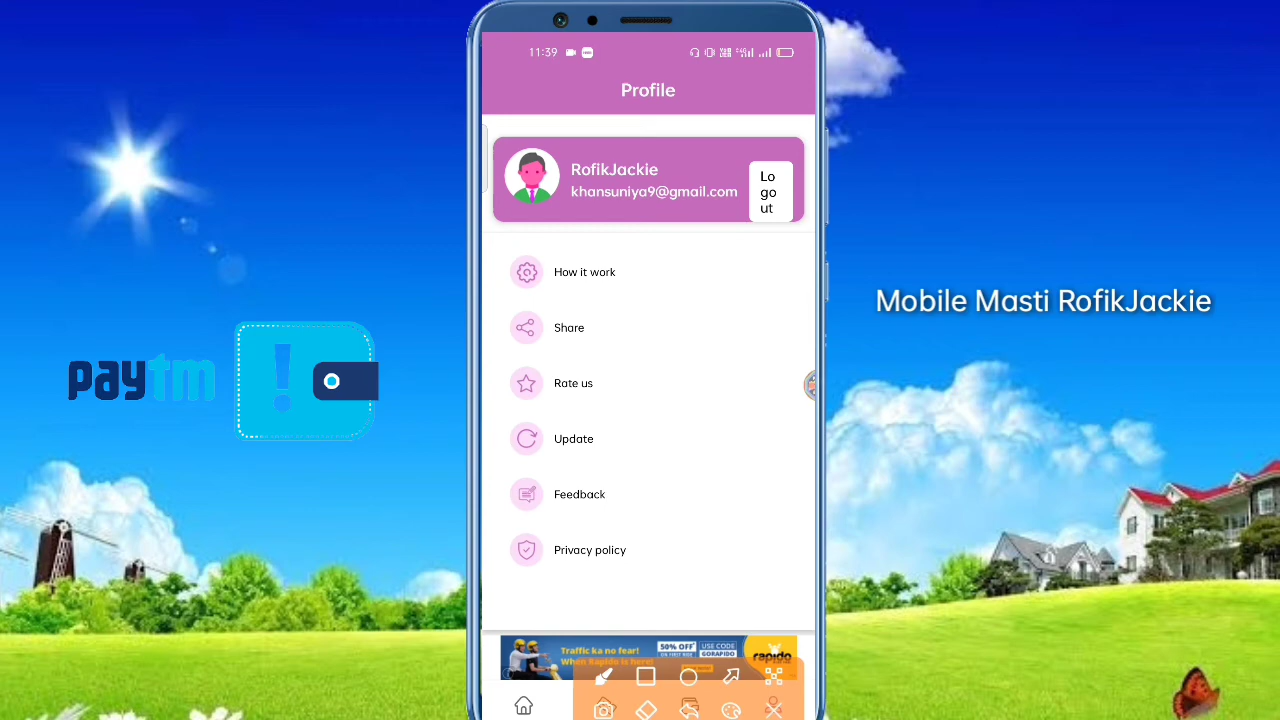 11:39
Profile
RofikJackie
khansuniya9@gmail.com
Lo
go
ut
How it work
Share
Rate us
Update
Feedback
Privacy policy
Mobile Masti RofikJackie
paytm
Traffic ka no fear!
When Rapido is here!
50% OFF
USE CODE
GORAPIDO
rapido